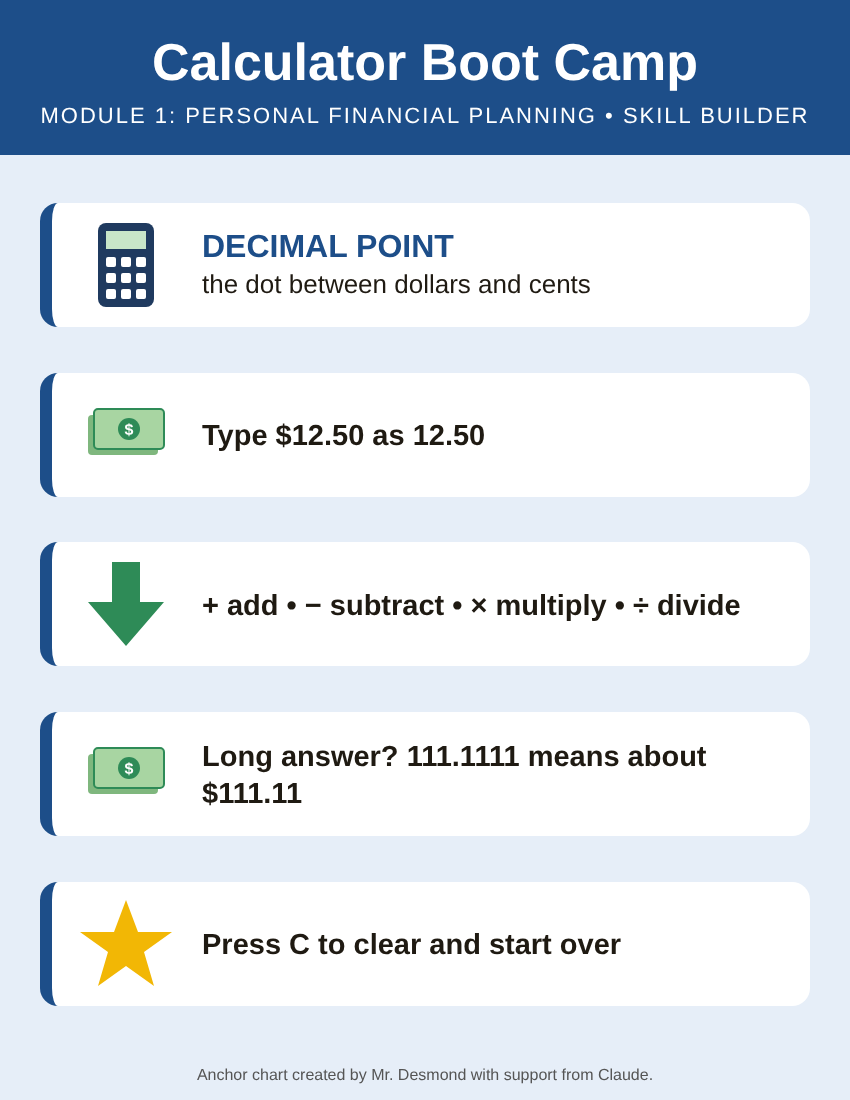 Calculator Boot Camp
MODULE 1: PERSONAL FINANCIAL PLANNING • SKILL BUILDER
DECIMAL POINT
the dot between dollars and cents
$
Type $12.50 as 12.50
+ add • − subtract • × multiply • ÷ divide
$
Long answer? 111.1111 means about
$111.11
Press C to clear and start over
Anchor chart created by Mr. Desmond with support from Claude.